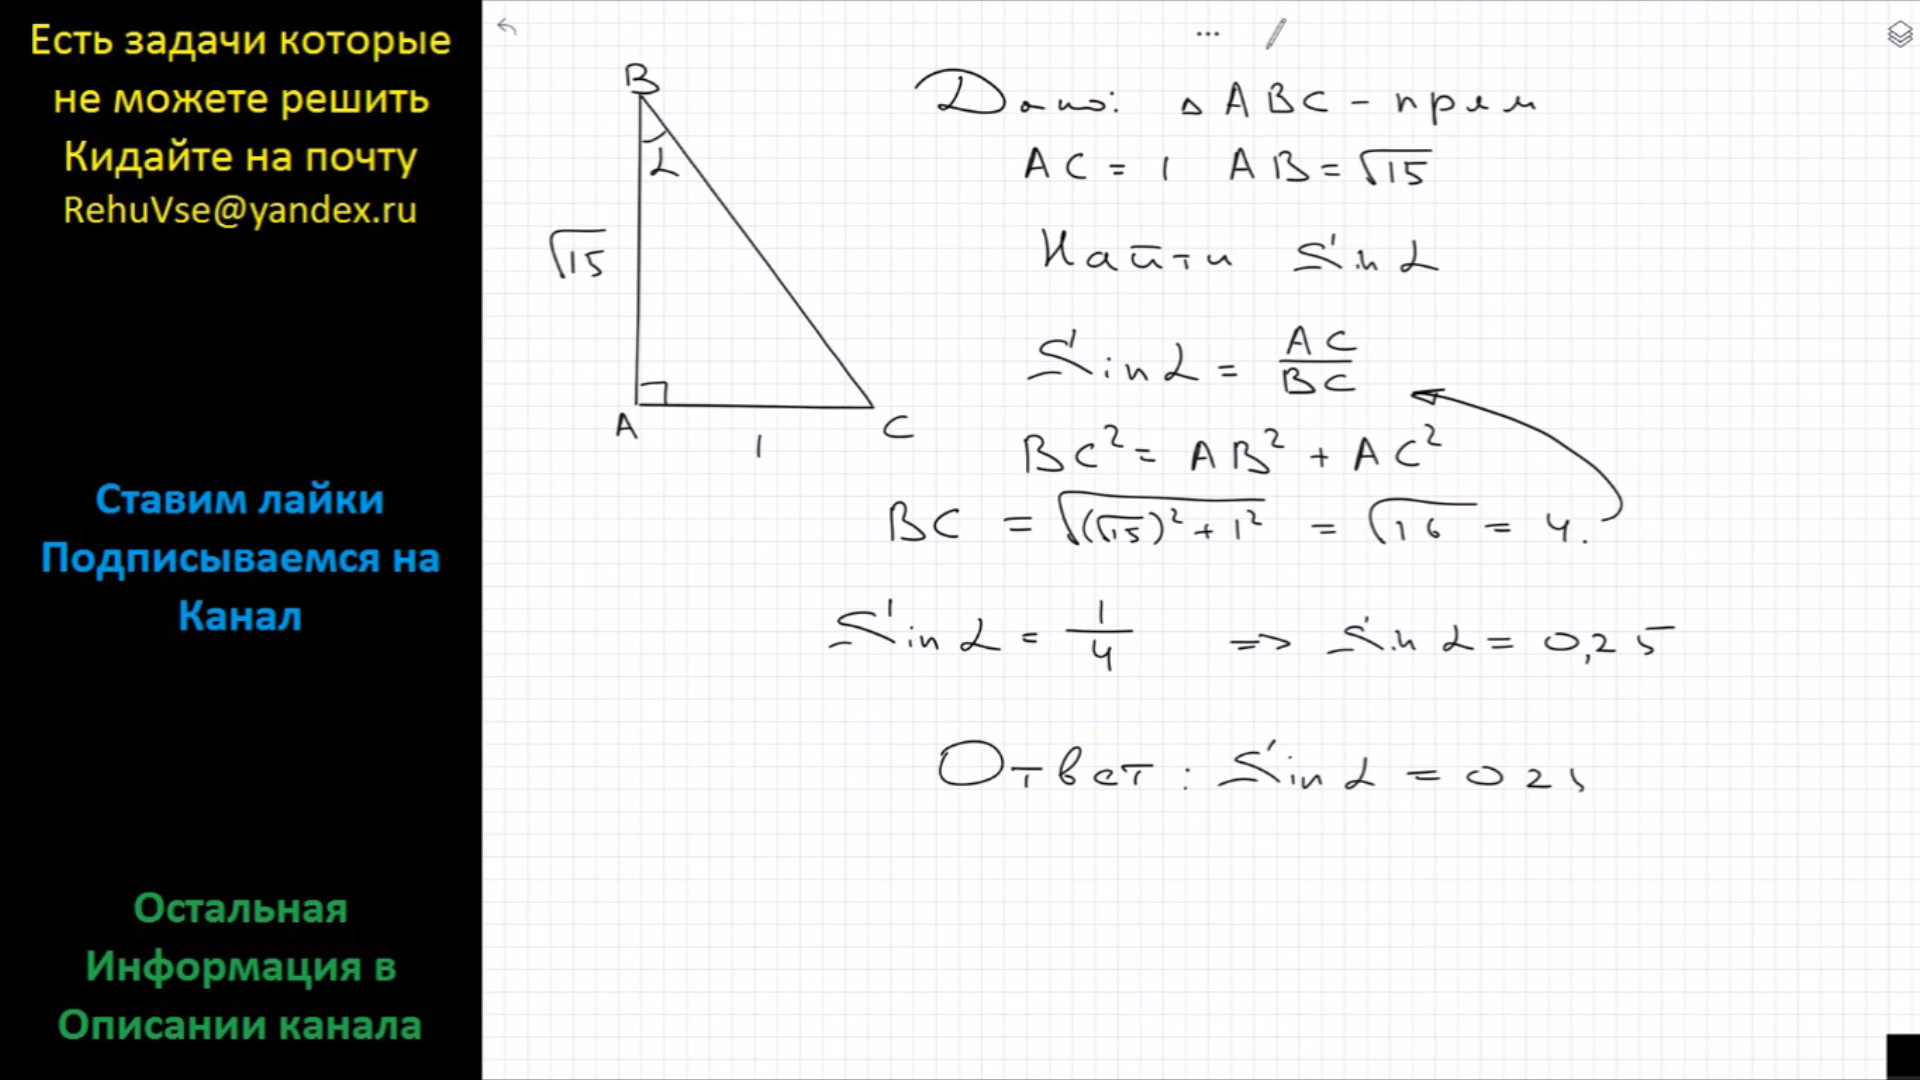 Есть задачи которые
не можете решить
Кидайте на почту
RehuVse@yandex.ru
Ставим лайки
Подписываемся на
Канал
Остальная
Информация в
Описании канала
B
α
√15
A
C
1
Дано: △ABC - прям
AC = 1 AB = √15
Найти sin α
sin α = AC/BC
BC² = AB² + AC²
BC = √((√15)² + 1²) = √16 = 4.
sin α = 1/4 => sin α = 0,25
Ответ: sin α = 0 2